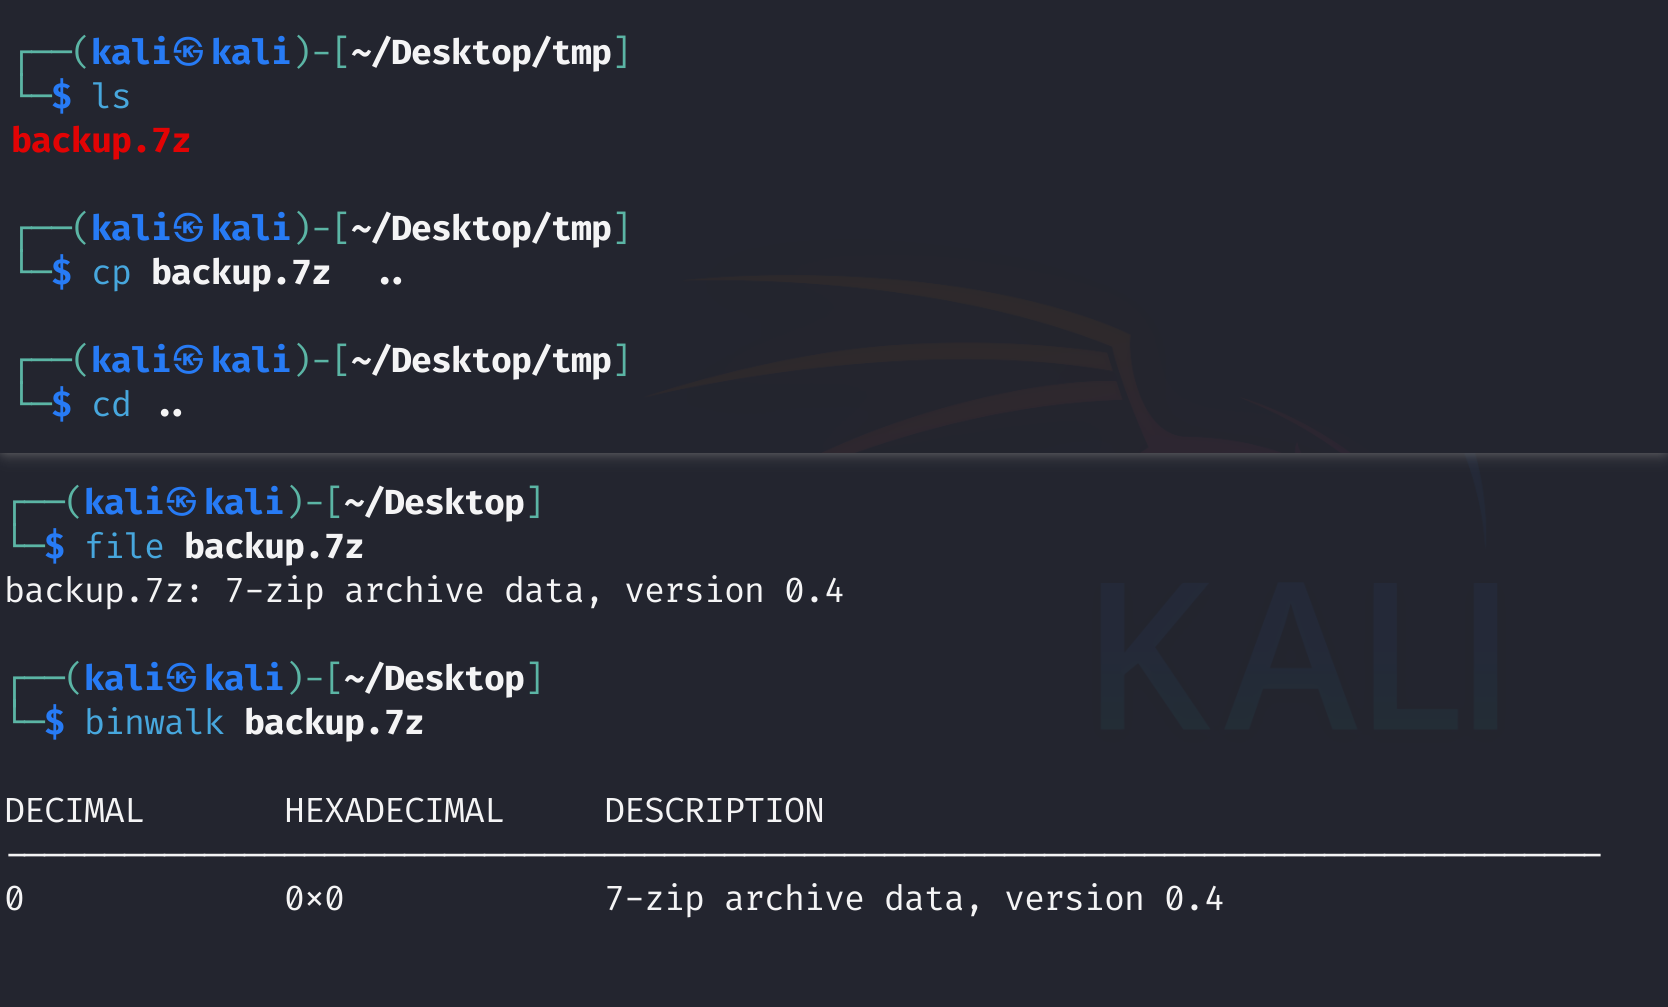 ┌──(kali㉿kali)-[~/Desktop/tmp]
└─$ ls
backup.7z
┌──(kali㉿kali)-[~/Desktop/tmp]
└─$ cp backup.7z  ..
┌──(kali㉿kali)-[~/Desktop/tmp]
└─$ cd ..
┌──(kali㉿kali)-[~/Desktop]
└─$ file backup.7z
backup.7z: 7-zip archive data, version 0.4
┌──(kali㉿kali)-[~/Desktop]
└─$ binwalk backup.7z
DECIMAL       HEXADECIMAL     DESCRIPTION
0             0×0             7-zip archive data, version 0.4
KALI